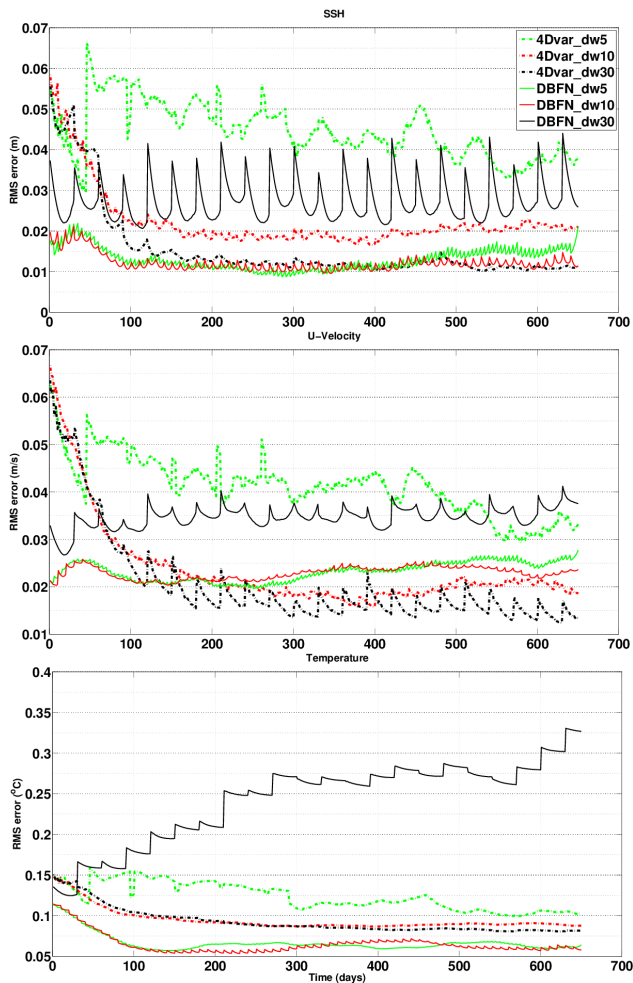 SSH
0.07
0.06
0.05
0.04
0.03
0.02
0.01
0
RMS error (m)
4Dvar_dw5
4Dvar_dw10
4Dvar_dw30
DBFN_dw5
DBFN_dw10
DBFN_dw30
0 100 200 300 400 500 600 700
U-Velocity
0.07
0.06
0.05
0.04
0.03
0.02
0.01
RMS error (m/s)
0 100 200 300 400 500 600 700
Temperature
0.4
0.35
0.3
0.25
0.2
0.15
0.1
0.05
RMS error (°C)
0 100 200 300 400 500 600 700
Time (days)